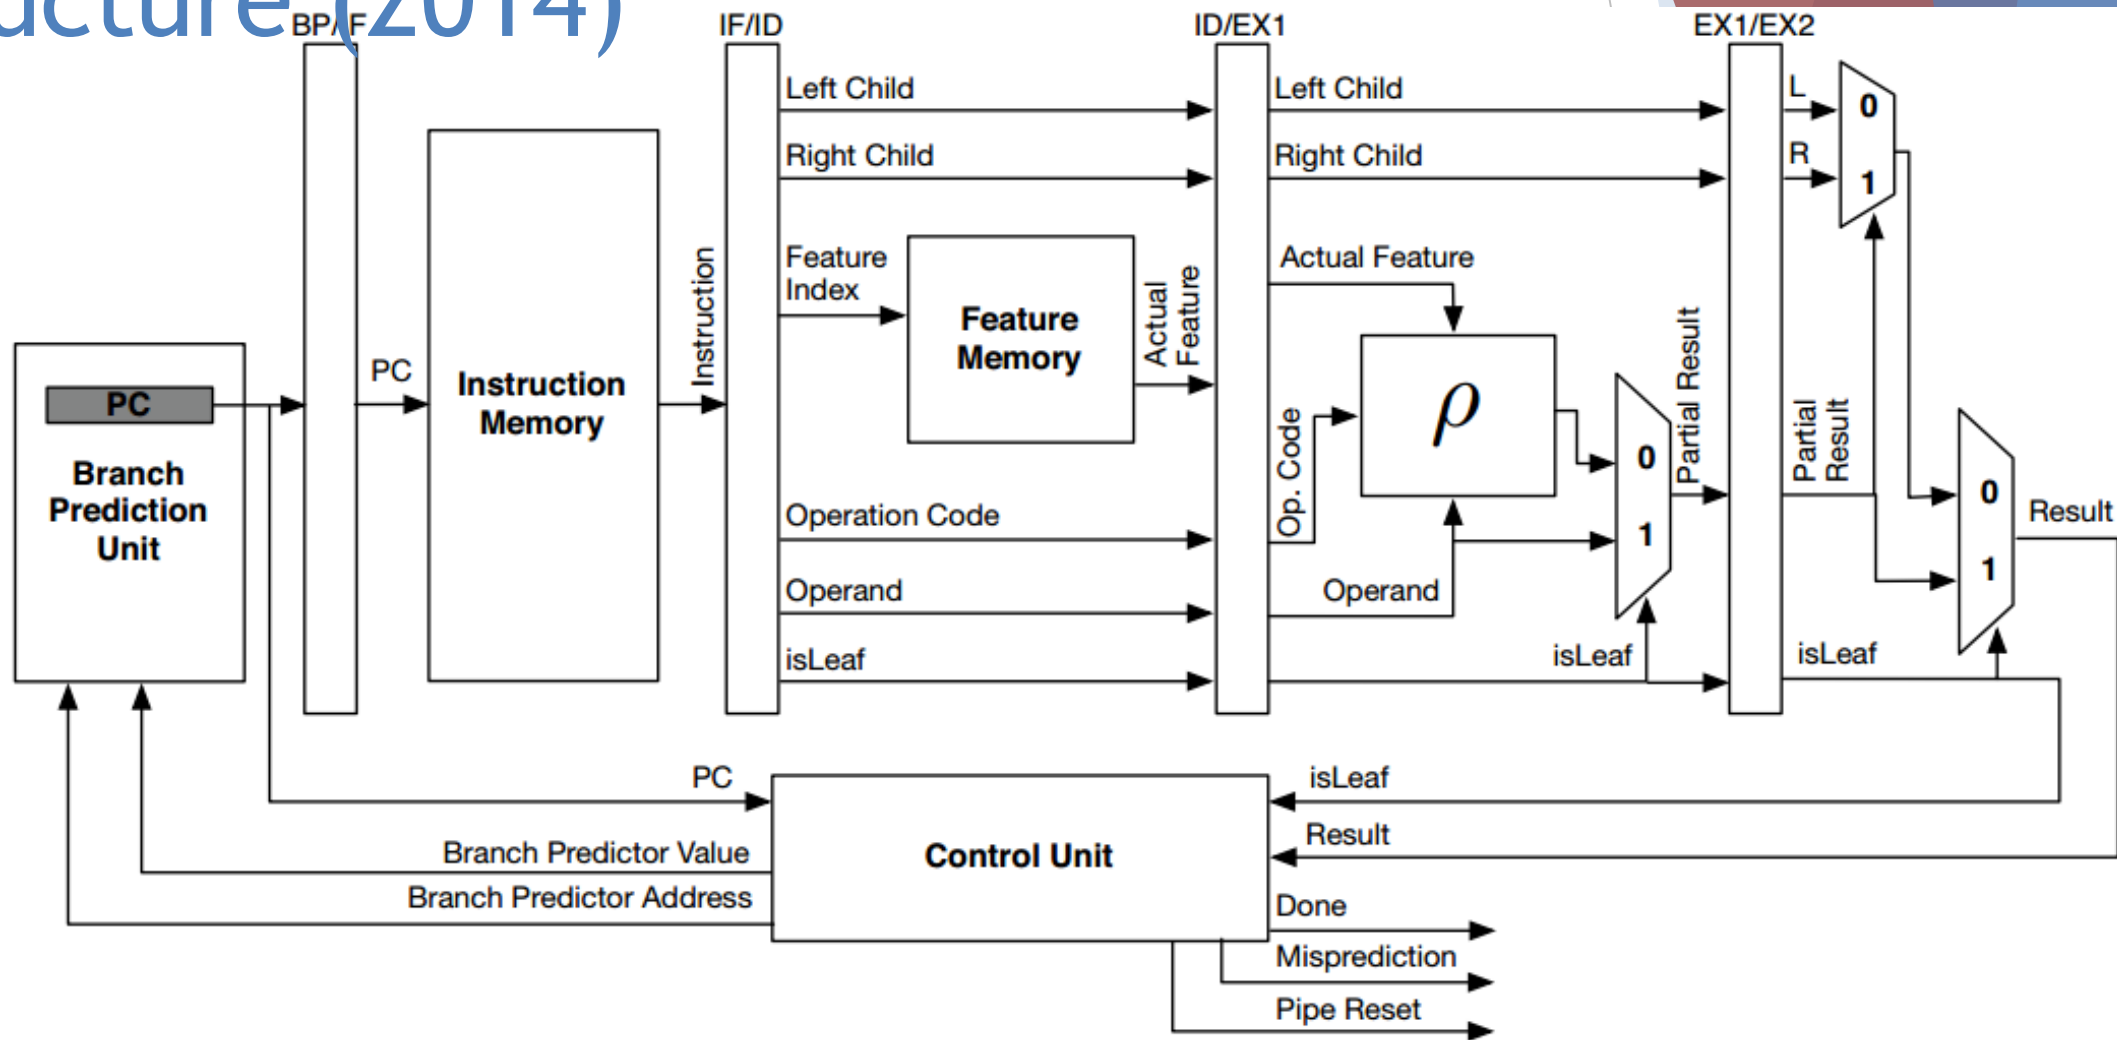 ucture (2014)
BP/IF
IF/ID
ID/EX1
EX1/EX2
Left Child
Left Child
L
0
Right Child
Right Child
R
1
Feature
Index
Feature
Memory
Actual
Feature
Actual Feature
PC
Branch
Prediction
Unit
PC
Instruction
Memory
Instruction
Op. Code
ρ
0
1
Partial Result
Partial
Result
0
1
Result
Operation Code
Operand
Operand
isLeaf
isLeaf
isLeaf
PC
isLeaf
Control Unit
Result
Branch Predictor Value
Branch Predictor Address
Done
Misprediction
Pipe Reset